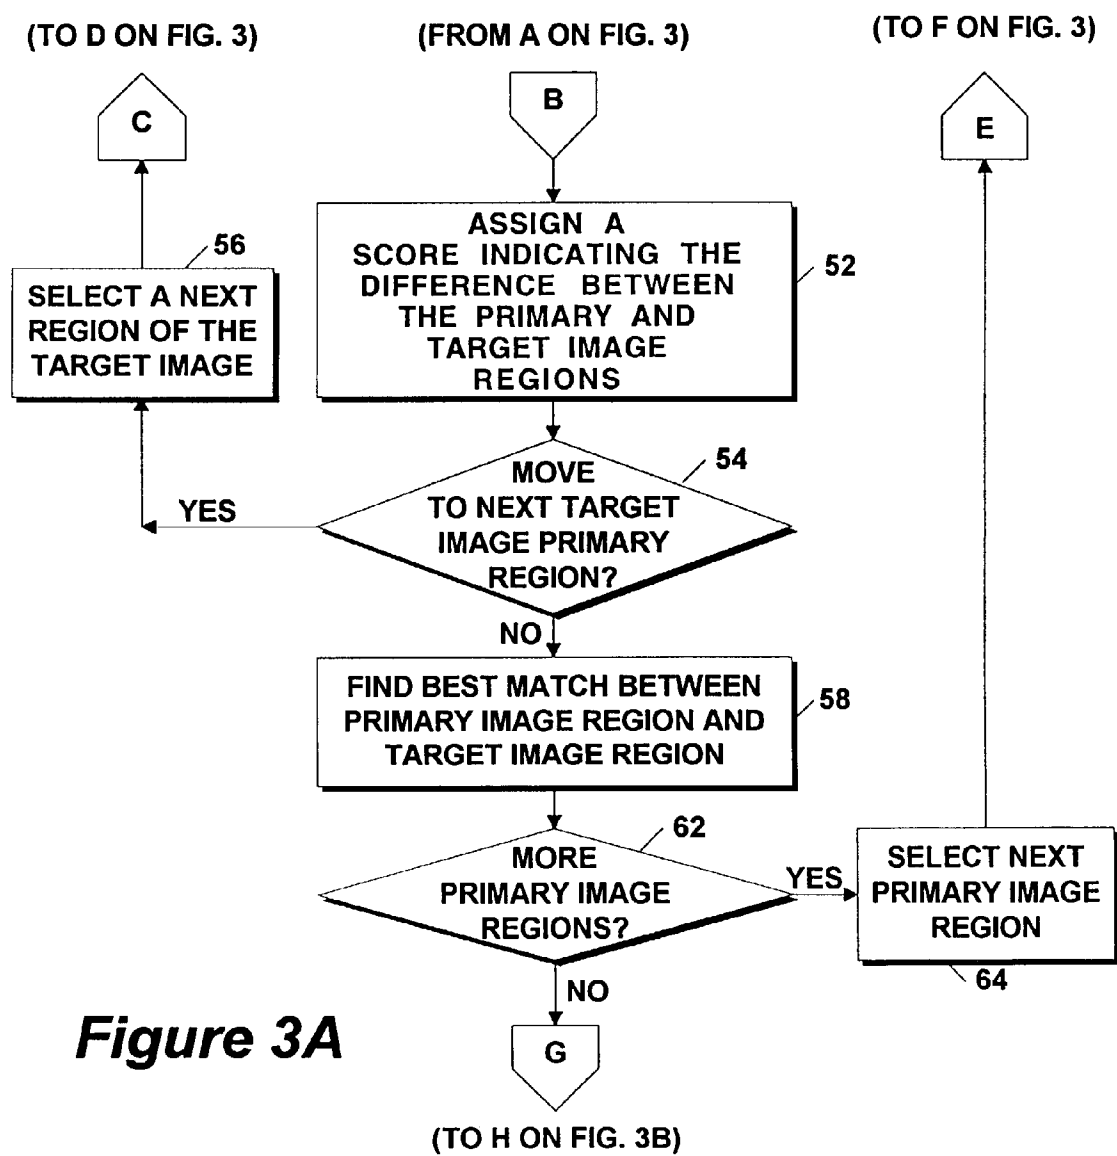 (TO D ON FIG. 3)
(FROM A ON FIG. 3)
(TO F ON FIG. 3)
C
B
E
ASSIGN A
SCORE INDICATING THE
DIFFERENCE BETWEEN
THE PRIMARY AND
TARGET IMAGE
REGIONS
52
56
SELECT A NEXT
REGION OF THE
TARGET IMAGE
MOVE
TO NEXT TARGET
IMAGE PRIMARY
REGION?
54
YES
NO
FIND BEST MATCH BETWEEN
PRIMARY IMAGE REGION AND
TARGET IMAGE REGION
58
MORE
PRIMARY IMAGE
REGIONS?
62
YES
SELECT NEXT
PRIMARY IMAGE
REGION
64
NO
G
Figure 3A
(TO H ON FIG. 3B)